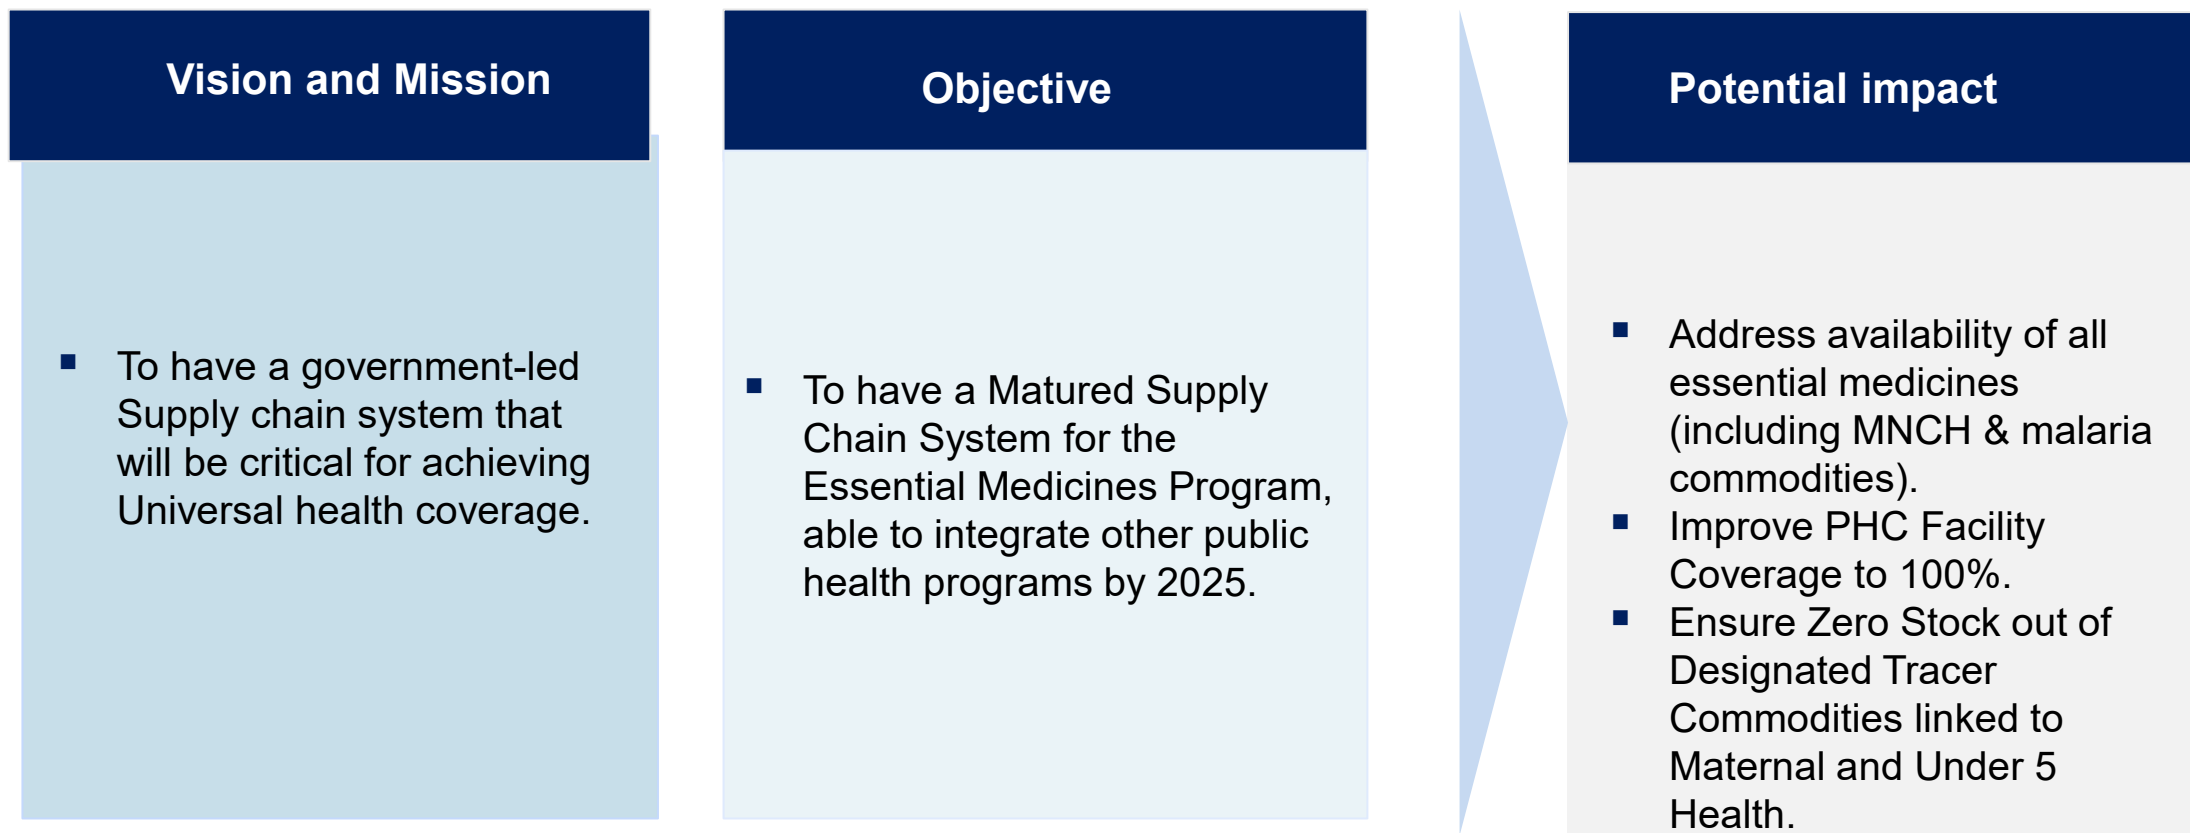 Vision and Mission
▪ To have a government-led
Supply chain system that
will be critical for achieving
Universal health coverage.
Objective
▪ To have a Matured Supply
Chain System for the
Essential Medicines Program,
able to integrate other public
health programs by 2025.
Potential impact
▪ Address availability of all
essential medicines
(including MNCH & malaria
commodities).
▪ Improve PHC Facility
Coverage to 100%.
▪ Ensure Zero Stock out of
Designated Tracer
Commodities linked to
Maternal and Under 5
Health.